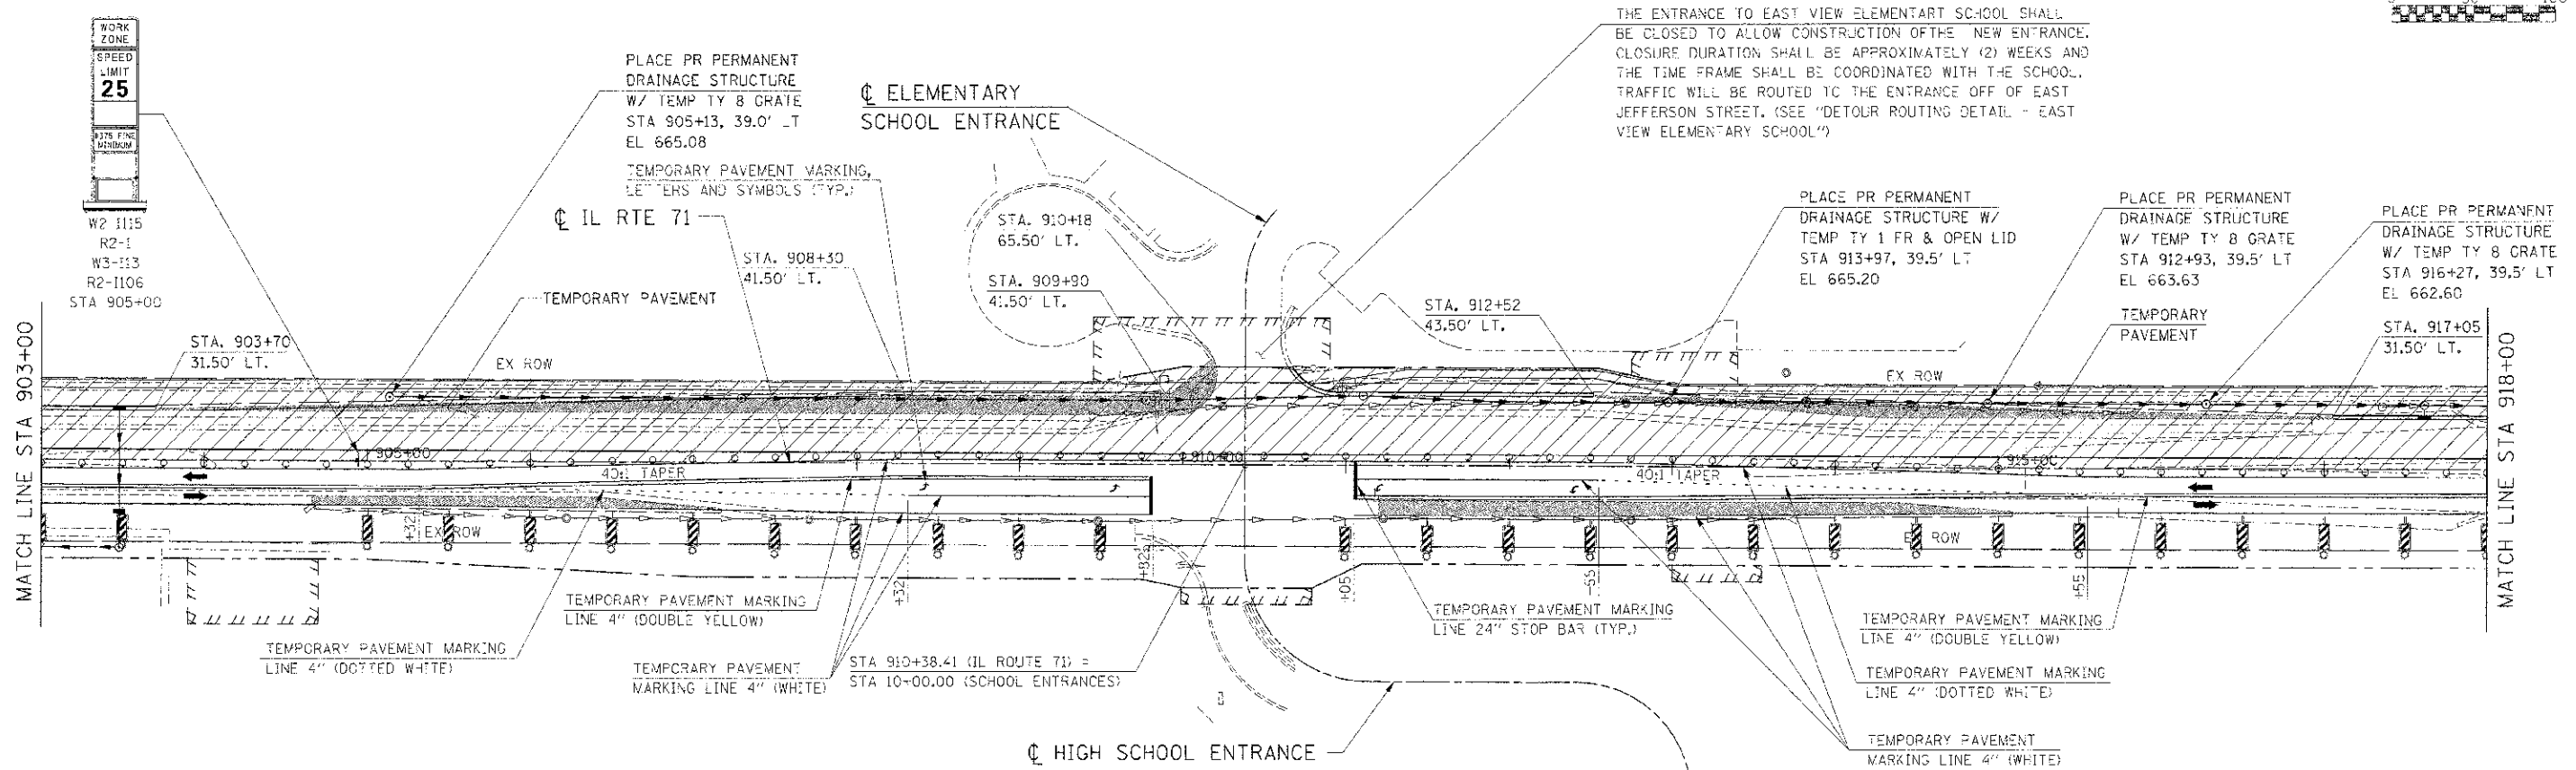 WORK
ZONE
SPEED
LIMIT
25
$375 FINE
MINIMUM
W2-I115
R2-1
W3-I13
R2-I106
STA 905+00
PLACE PR PERMANENT
DRAINAGE STRUCTURE
W/ TEMP TY 8 GRATE
STA 905+13, 39.0' LT
EL 665.08
TEMPORARY PAVEMENT MARKING,
LETTERS AND SYMBOLS (TYP.)
℄ IL RTE 71
℄ ELEMENTARY
SCHOOL ENTRANCE
THE ENTRANCE TO EAST VIEW ELEMENTART SCHOOL SHALL
BE CLOSED TO ALLOW CONSTRUCTION OFTHE NEW ENTRANCE.
CLOSURE DURATION SHALL BE APPROXIMATELY (2) WEEKS AND
THE TIME FRAME SHALL BE COORDINATED WITH THE SCHOOL.
TRAFFIC WILL BE ROUTED TO THE ENTRANCE OFF OF EAST
JEFFERSON STREET. (SEE "DETOUR ROUTING DETAIL - EAST
VIEW ELEMENTARY SCHOOL")
STA. 910+18
65.50' LT.
STA. 908+30
41.50' LT.
STA. 909+90
41.50' LT.
TEMPORARY PAVEMENT
STA. 903+70
31.50' LT.
EX ROW
STA. 912+52
43.50' LT.
PLACE PR PERMANENT
DRAINAGE STRUCTURE W/
TEMP TY 1 FR & OPEN LID
STA 913+97, 39.5' LT
EL 665.20
PLACE PR PERMANENT
DRAINAGE STRUCTURE
W/ TEMP TY 8 GRATE
STA 912+93, 39.5' LT
EL 663.63
TEMPORARY
PAVEMENT
PLACE PR PERMANENT
DRAINAGE STRUCTURE
W/ TEMP TY 8 GRATE
STA 916+27, 39.5' LT
EL 662.60
STA. 917+05
31.50' LT.
EX ROW
MATCH LINE STA 903+00
MATCH LINE STA 918+00
905+00
910+00
915+00
40:1 TAPER
40:1 TAPER
+32
EX ROW
+32
+82
+05
+55
+55
EX ROW
TEMPORARY PAVEMENT MARKING
LINE 4" (DOUBLE YELLOW)
TEMPORARY PAVEMENT MARKING
LINE 4" (DOTTED WHITE)
TEMPORARY PAVEMENT
MARKING LINE 4" (WHITE)
STA 910+38.41 (IL ROUTE 71) =
STA 10+00.00 (SCHOOL ENTRANCES)
TEMPORARY PAVEMENT MARKING
LINE 24" STOP BAR (TYP.)
TEMPORARY PAVEMENT MARKING
LINE 4" (DOUBLE YELLOW)
TEMPORARY PAVEMENT MARKING
LINE 4" (DOTTED WHITE)
TEMPORARY PAVEMENT
MARKING LINE 4" (WHITE)
℄ HIGH SCHOOL ENTRANCE